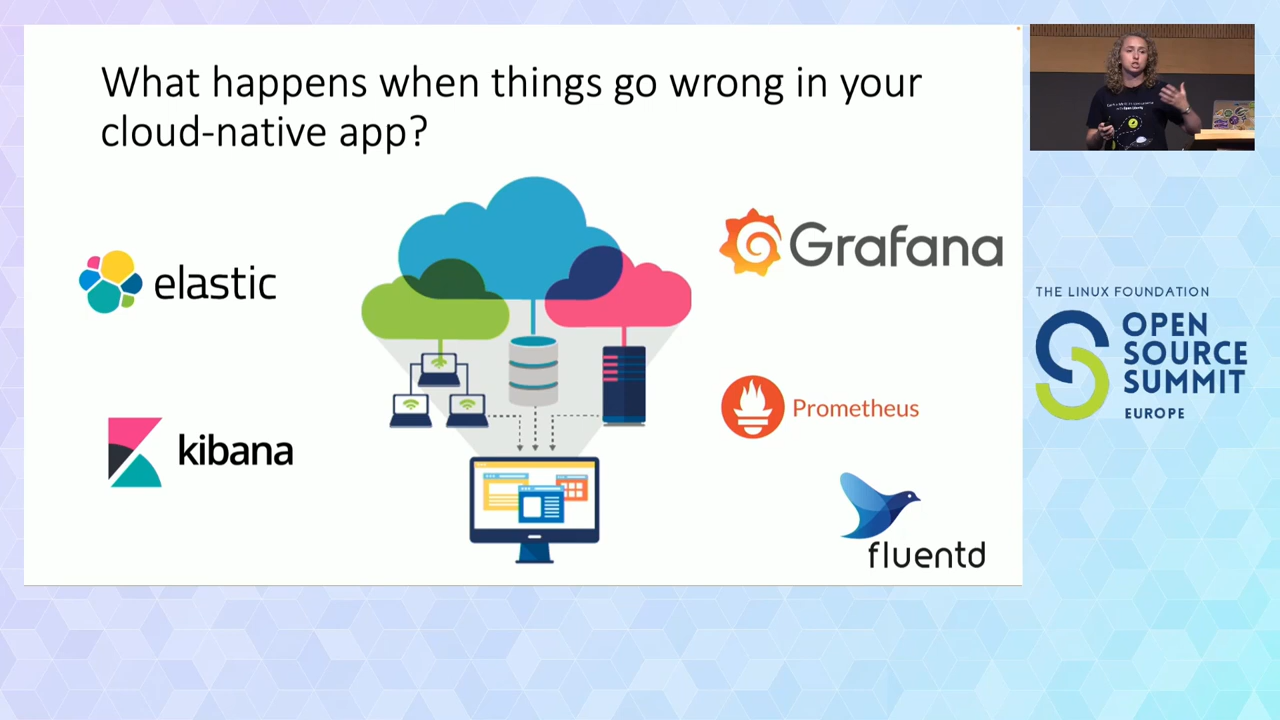 What happens when things go wrong in your
cloud-native app?
elastic
kibana
Grafana
Prometheus
fluentd
THE LINUX FOUNDATION
OPEN
SOURCE
SUMMIT
EUROPE